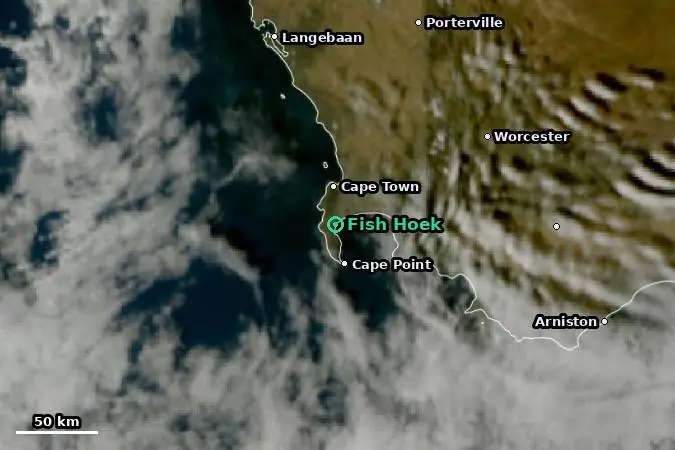 Porterville
Langebaan
Worcester
Cape Town
Fish Hoek
Cape Point
Arniston
50 km